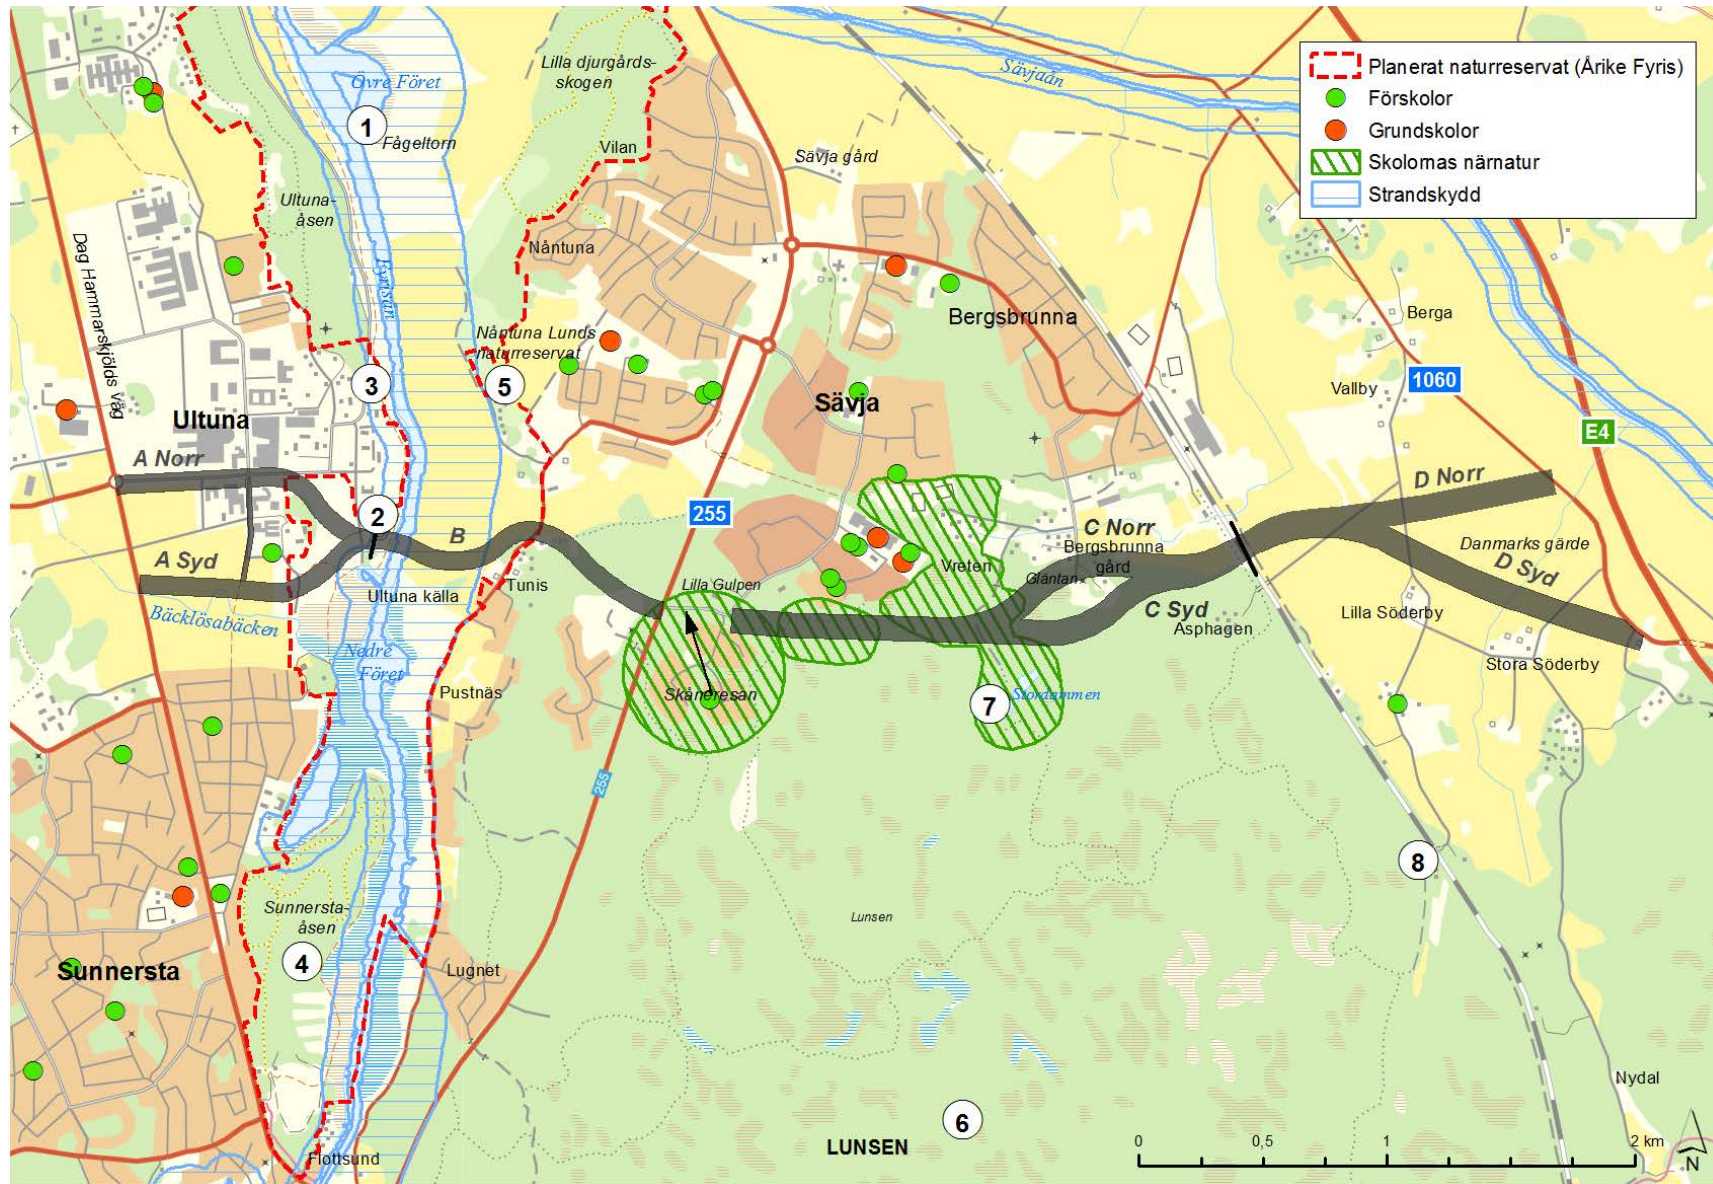 Planerat naturreservat (Årike Fyris)
Förskolor
Grundskolor
Skolornas närnatur
Strandskydd
Övre Föret
1
Fågeltorn
Lilla djurgårds-
skogen
Vilan
Sävja gård
Sävjaån
Ultuna-
åsen
Dag Hammarskjölds Väg
Fyrisån
Nåntuna
Bergsbrunna
Berga
Nåntuna Lunds
naturreservat
3
5
Vallby
1060
E4
Ultuna
Sävja
A Norr
2
B
255
D Norr
C Norr
Bergsbrunna
gård
Danmarks gärde
D Syd
A Syd
Ultuna källa
Tunis
Lilla Gulpen
Vreten
Gläntan
C Syd
Asphagen
Lilla Söderby
Bäcklösabäcken
Nedre
Föret
Stora Söderby
Pustnäs
Skåneresan
7
Stordammen
255
8
Sunnersta-
åsen
Lunsen
4
Sunnersta
Lugnet
Nydal
6
LUNSEN
Flottsund
0 0,5 1 2 km
N